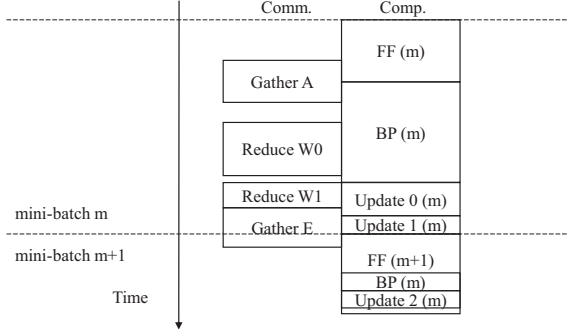 Comm. Comp.
FF (m)
Gather A
BP (m)
Reduce W0
Reduce W1 Update 0 (m)
mini-batch m
Gather E Update 1 (m)
mini-batch m+1
FF (m+1)
BP (m)
Time Update 2 (m)